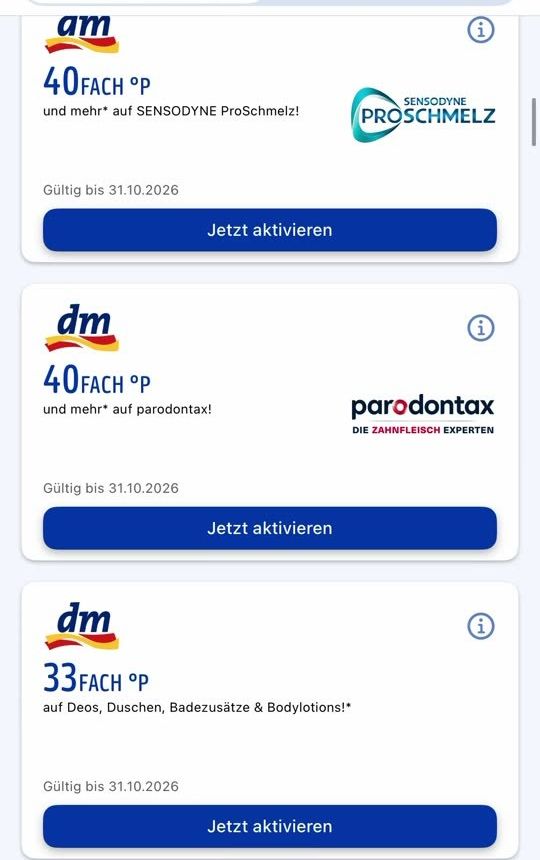 dm
40FACH °P
und mehr* auf SENSODYNE ProSchmelz!
SENSODYNE
PROSCHMELZ
Gültig bis 31.10.2026
Jetzt aktivieren
dm
40FACH °P
und mehr* auf parodontax!
parodontax
DIE ZAHNFLEISCH EXPERTEN
Gültig bis 31.10.2026
Jetzt aktivieren
dm
33FACH °P
auf Deos, Duschen, Badezusätze & Bodylotions!*
Gültig bis 31.10.2026
Jetzt aktivieren